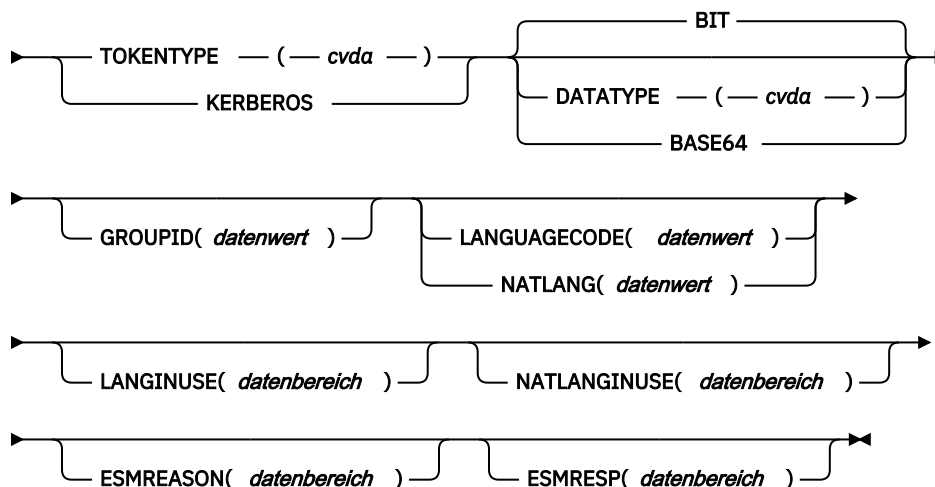 BIT
TOKENTYPE — ( — cvda — )
KERBEROS
DATATYPE — ( — cvda — )
BASE64
GROUPID( datenwert )
LANGUAGECODE( datenwert )
NATLANG( datenwert )
LANGINUSE( datenbereich )
NATLANGINUSE( datenbereich )
ESMREASON( datenbereich )
ESMRESP( datenbereich )